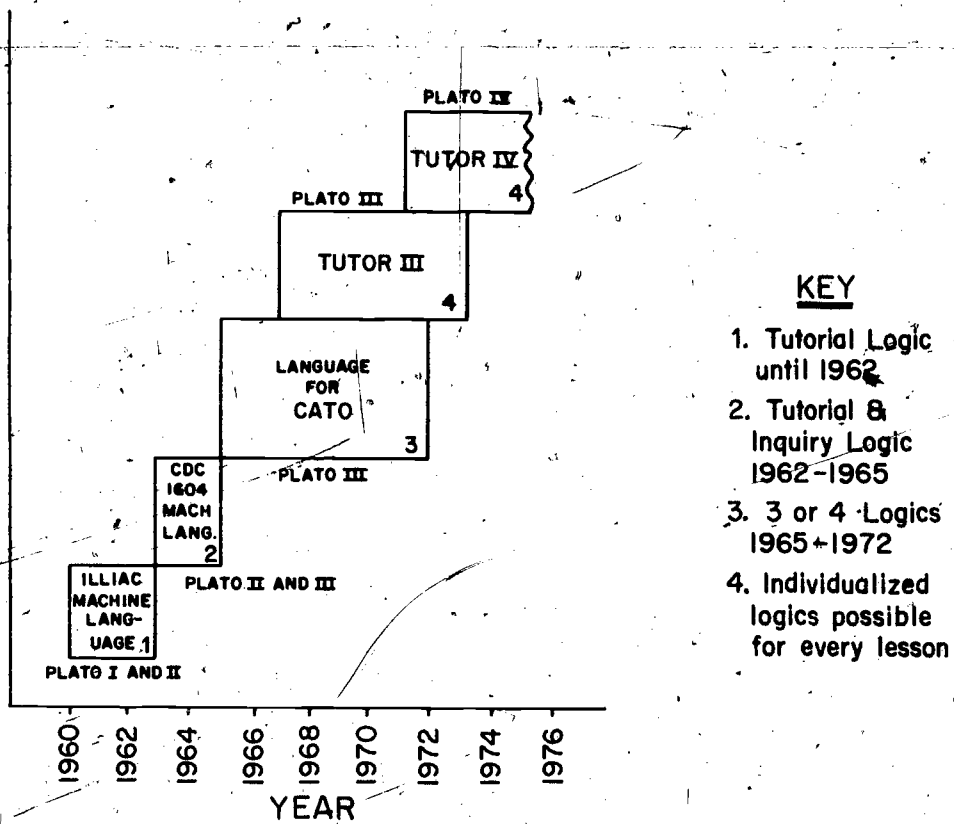 PLATO IV
TUTOR IV
4
PLATO III
TUTOR III
4
LANGUAGE
FOR
CATO
3
PLATO III
CDC
1604
MACH
LANG.
2
PLATO II AND III
ILLIAC
MACHINE
LANG-
UAGE 1
PLATO I AND II
1960
1962
1964
1966
1968
1970
1972
1974
1976
YEAR
KEY
1. Tutorial Logic
until 1962
2. Tutorial &
Inquiry Logic
1962-1965
3. 3 or 4 Logics
1965-1972
4. Individualized
logics possible
for every lesson